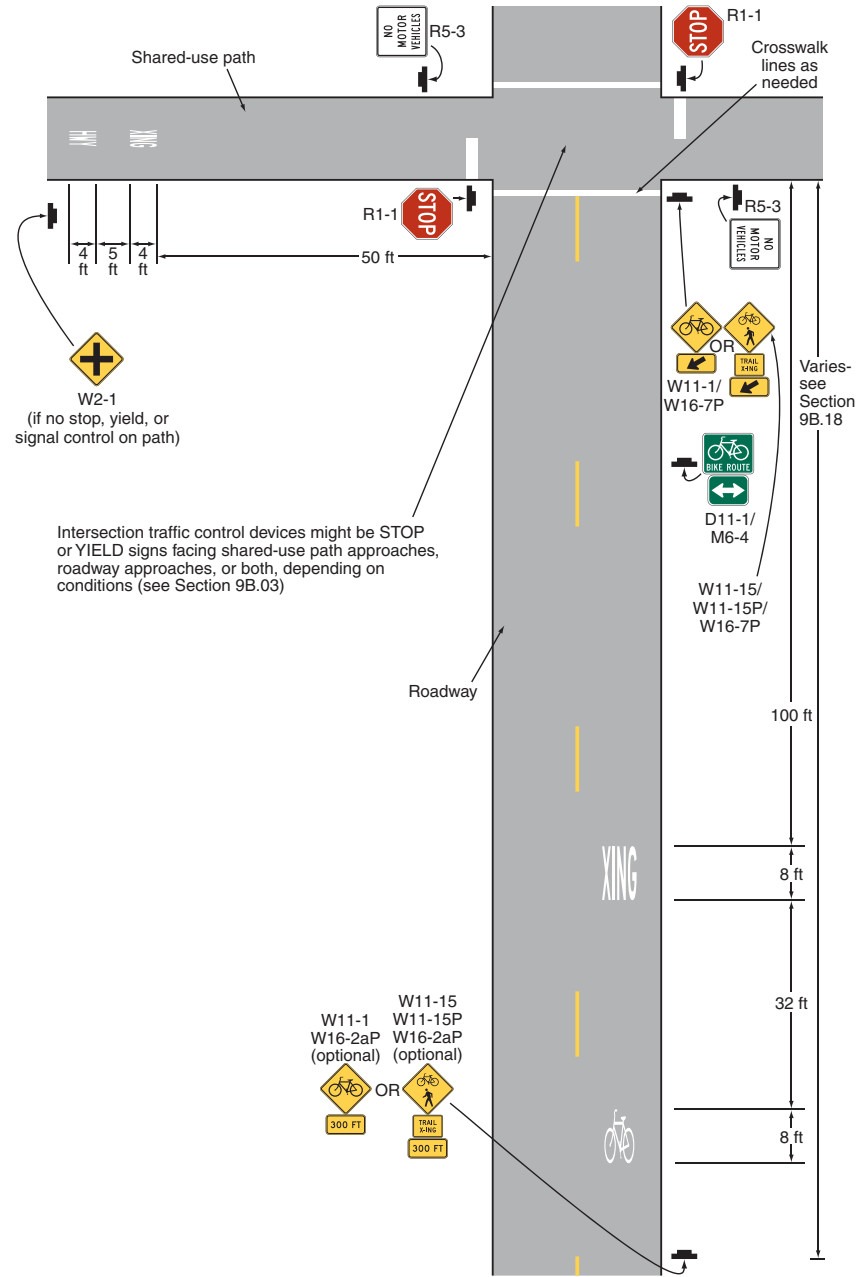 NO
MOTOR
VEHICLES
R5-3
STOP
R1-1
Shared-use path
Crosswalk
lines as
needed
HWY
XING
R1-1
STOP
R5-3
NO
MOTOR
VEHICLES
4
ft
5
ft
4
ft
50 ft
W2-1
(if no stop, yield, or
signal control on path)
OR
TRAIL
X-ING
W11-1/
W16-7P
Varies-
see
Section
9B.18
BIKE ROUTE
D11-1/
M6-4
Intersection traffic control devices might be STOP
or YIELD signs facing shared-use path approaches,
roadway approaches, or both, depending on
conditions (see Section 9B.03)
W11-15/
W11-15P/
W16-7P
Roadway
100 ft
XING
8 ft
32 ft
W11-1
W16-2aP
(optional)
W11-15
W11-15P
W16-2aP
(optional)
OR
300 FT
TRAIL
X-ING
300 FT
8 ft